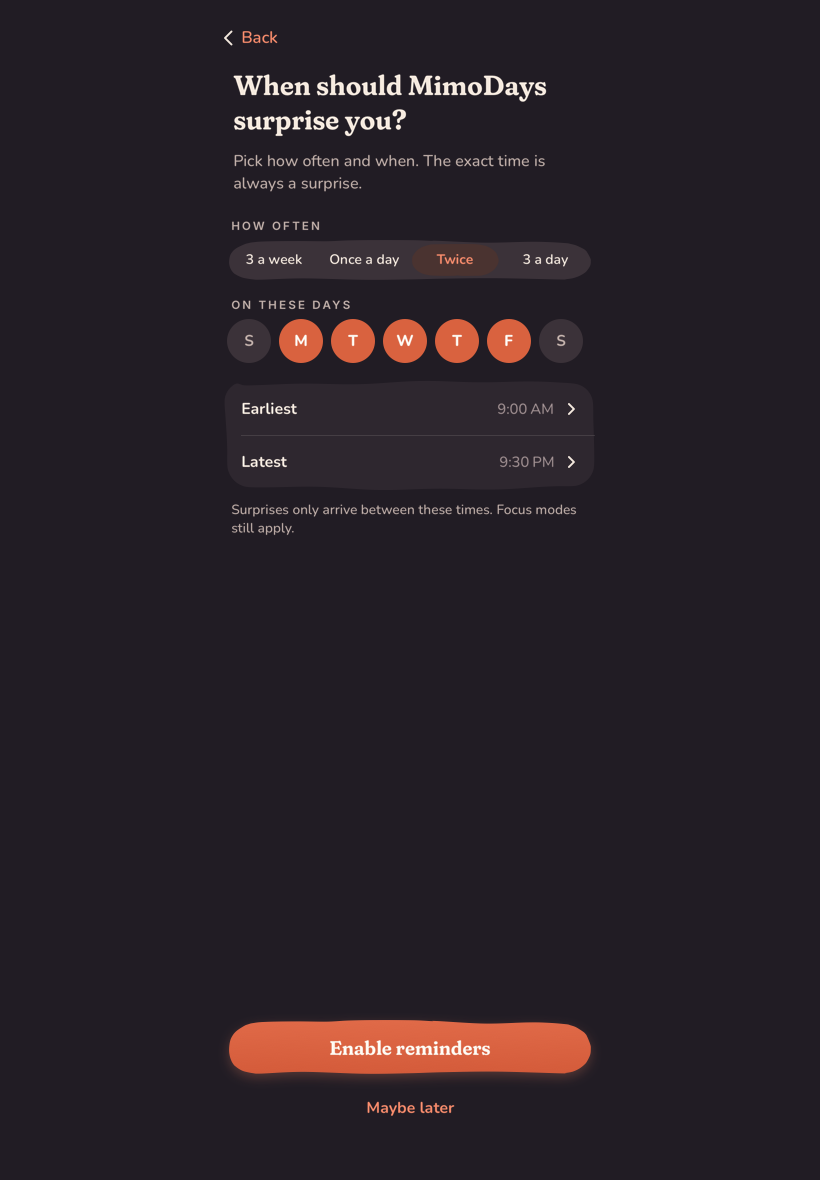 Back
When should MimoDays
surprise you?
Pick how often and when. The exact time is
always a surprise.
HOW OFTEN
3 a week Once a day Twice 3 a day
ON THESE DAYS
S M T W T F S
Earliest 9:00 AM
Latest 9:30 PM
Surprises only arrive between these times. Focus modes
still apply.
Enable reminders
Maybe later